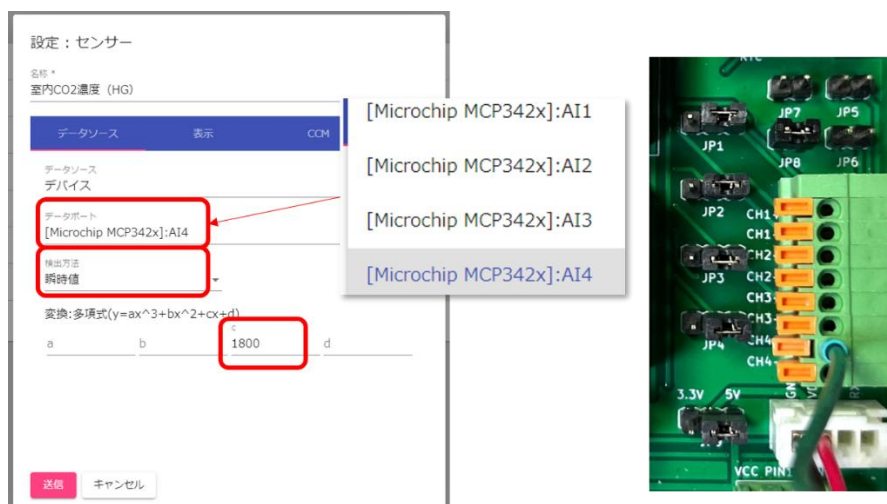 設定：センサー
名称 *
室内CO2濃度（HG）
データソース
表示
CCM
データソース
デバイス
データポート
[Microchip MCP342x]:AI4
検出方法
瞬時値
変換:多項式(y=ax^3+bx^2+cx+d)
a
b
c
1800
d
送信
キャンセル
[Microchip MCP342x]:AI1
[Microchip MCP342x]:AI2
[Microchip MCP342x]:AI3
[Microchip MCP342x]:AI4
RTC
JP7
JP5
JP1
JP8
JP6
JP2
CH1+
CH1-
CH2+
JP3
CH2-
CH3+
CH3-
JP4
CH4+
CH4-
3.3V
5V
VCC PIN